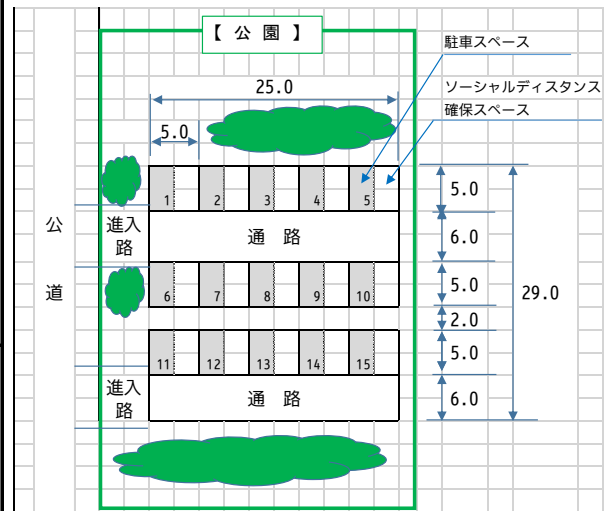 【 公 園 】
駐車スペース
25.0
ソーシャルディスタンス
確保スペース
5.0
1
2
3
4
5
5.0
公
道
進入
路
通 路
6.0
6
7
8
9
10
5.0
29.0
2.0
11
12
13
14
15
5.0
進入
路
通 路
6.0